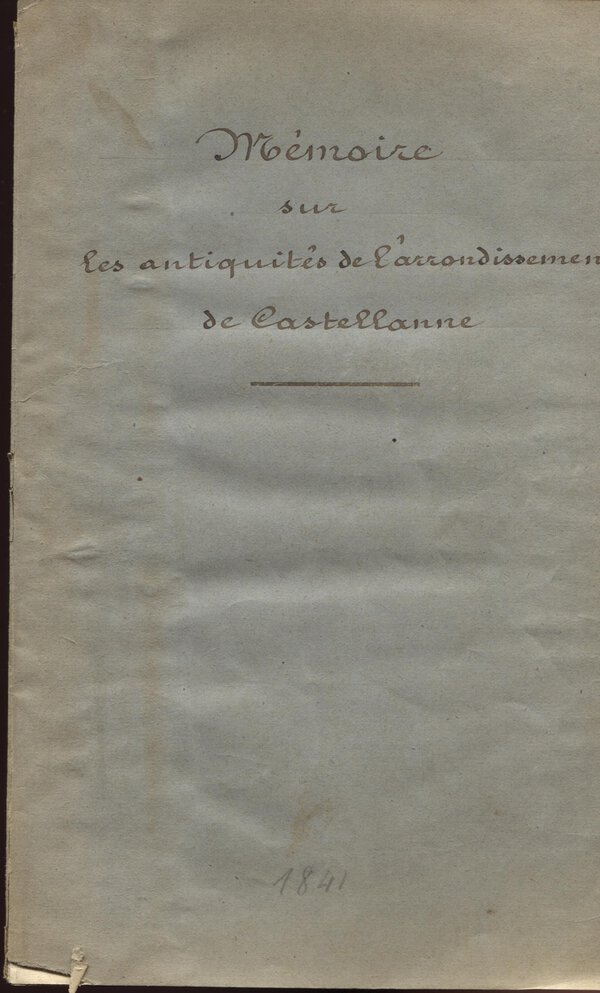 Mémoire
sur
les antiquités de l'arrondissemen
de Castellanne
1841